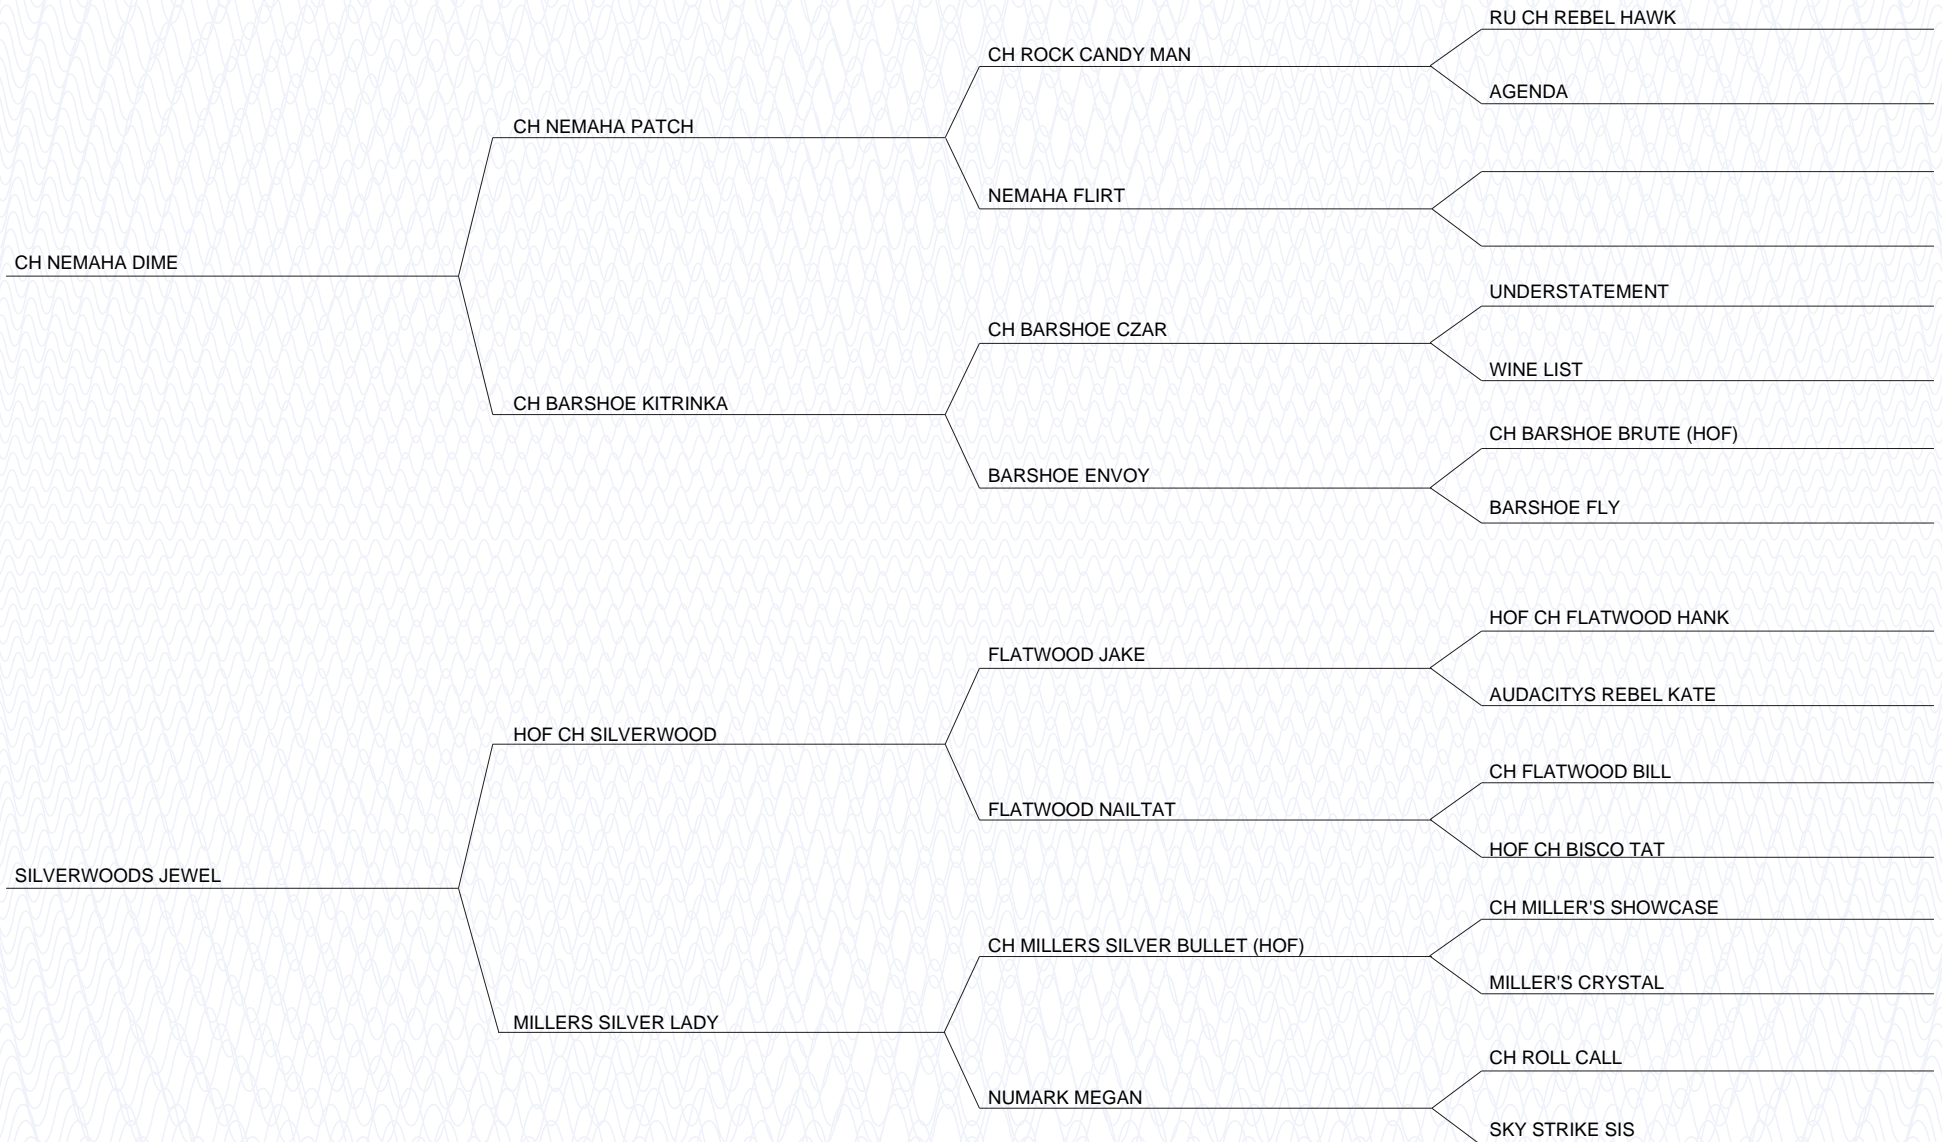 RU CH REBEL HAWK
CH ROCK CANDY MAN
AGENDA
CH NEMAHA PATCH
NEMAHA FLIRT
CH NEMAHA DIME
UNDERSTATEMENT
CH BARSHOE CZAR
WINE LIST
CH BARSHOE KITRINKA
CH BARSHOE BRUTE (HOF)
BARSHOE ENVOY
BARSHOE FLY
HOF CH FLATWOOD HANK
FLATWOOD JAKE
AUDACITYS REBEL KATE
HOF CH SILVERWOOD
CH FLATWOOD BILL
FLATWOOD NAILTAT
HOF CH BISCO TAT
SILVERWOODS JEWEL
CH MILLER'S SHOWCASE
CH MILLERS SILVER BULLET (HOF)
MILLER'S CRYSTAL
MILLERS SILVER LADY
CH ROLL CALL
NUMARK MEGAN
SKY STRIKE SIS